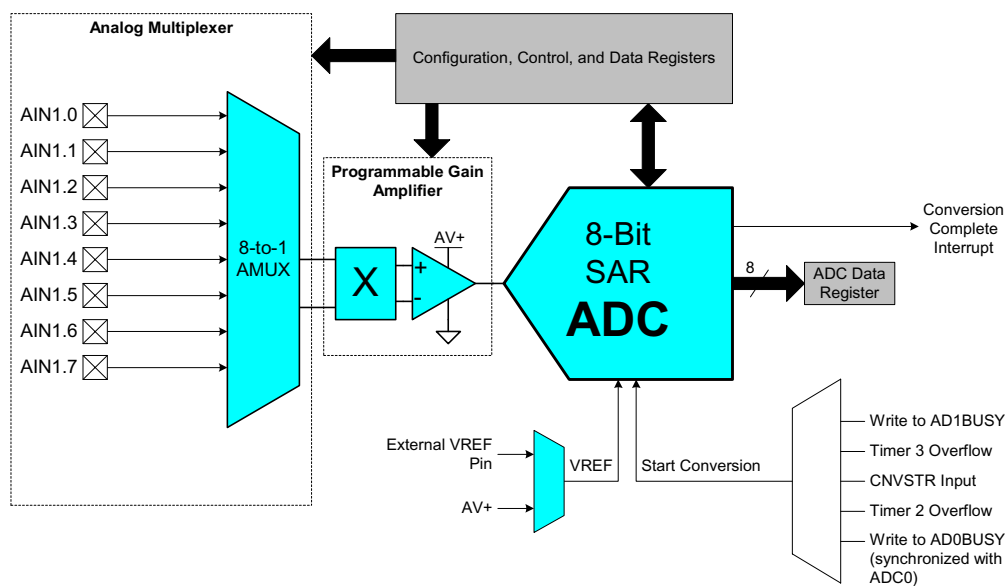 Analog Multiplexer
Configuration, Control, and Data Registers
AIN1.0
AIN1.1
AIN1.2
AIN1.3
AIN1.4
AIN1.5
AIN1.6
AIN1.7
8-to-1
AMUX
Programmable Gain
Amplifier
X
+
-
AV+
8-Bit
SAR
ADC
Conversion
Complete
Interrupt
8
ADC Data
Register
External VREF
Pin
AV+
VREF
Start Conversion
Write to AD1BUSY
Timer 3 Overflow
CNVSTR Input
Timer 2 Overflow
Write to AD0BUSY
(synchronized with
ADC0)